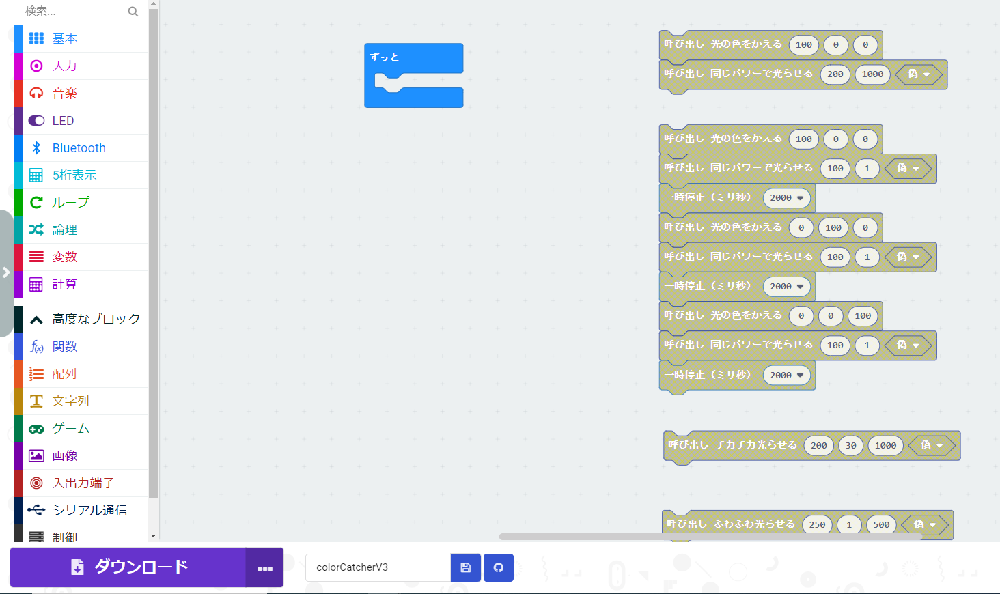 検索...
基本
入力
音楽
LED
Bluetooth
5桁表示
ループ
論理
変数
計算
高度なブロック
f(x) 関数
配列
文字列
ゲーム
画像
入出力端子
シリアル通信
制御
ずっと
呼び出し 光の色をかえる 100 0 0
呼び出し 同じパワーで光らせる 200 1000 偽
呼び出し 光の色をかえる 100 0 0
呼び出し 同じパワーで光らせる 100 1 偽
一時停止（ミリ秒） 2000
呼び出し 光の色をかえる 0 100 0
呼び出し 同じパワーで光らせる 100 1 偽
一時停止（ミリ秒） 2000
呼び出し 光の色をかえる 0 0 100
呼び出し 同じパワーで光らせる 100 1 偽
一時停止（ミリ秒） 2000
呼び出し チカチカ光らせる 200 30 1000 偽
呼び出し ふわふわ光らせる 250 1 500 偽
ダウンロード
colorCatcherV3